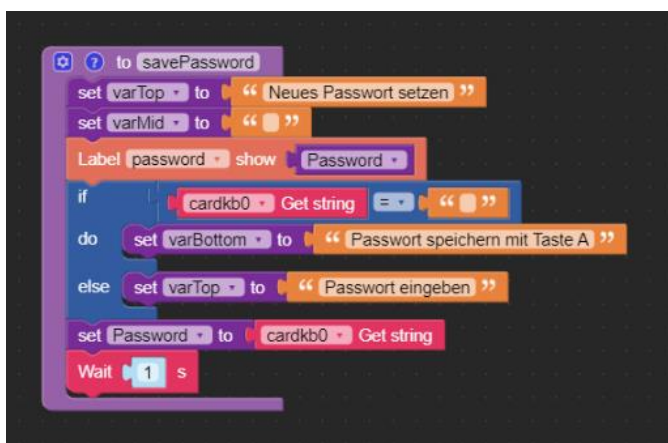 to savePassword
set varTop to “ Neues Passwort setzen ”
set varMid to “ ”
Label password show Password
if cardkb0 Get string = “ ”
do set varBottom to “ Passwort speichern mit Taste A ”
else set varTop to “ Passwort eingeben ”
set Password to cardkb0 Get string
Wait 1 s